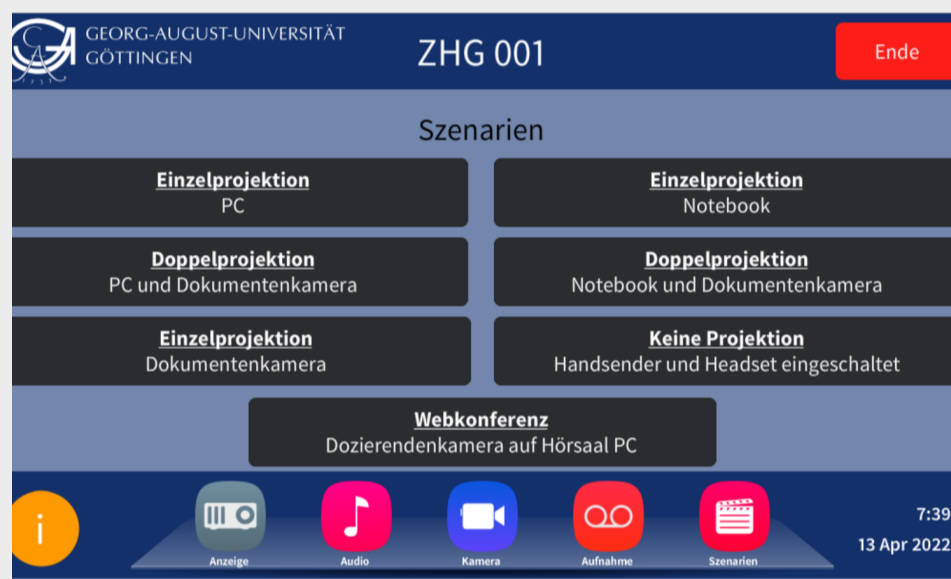 GEORG-AUGUST-UNIVERSITÄT
GÖTTINGEN
ZHG 001
Ende
Szenarien
Einzelprojektion
PC
Einzelprojektion
Notebook
Doppelprojektion
PC und Dokumentenkamera
Doppelprojektion
Notebook und Dokumentenkamera
Einzelprojektion
Dokumentenkamera
Keine Projektion
Handsender und Headset eingeschaltet
Webkonferenz
Dozierendenkamera auf Hörsaal PC
i
Anzeige
Audio
Kamera
Aufnahme
Szenarien
7:39
13 Apr 2022